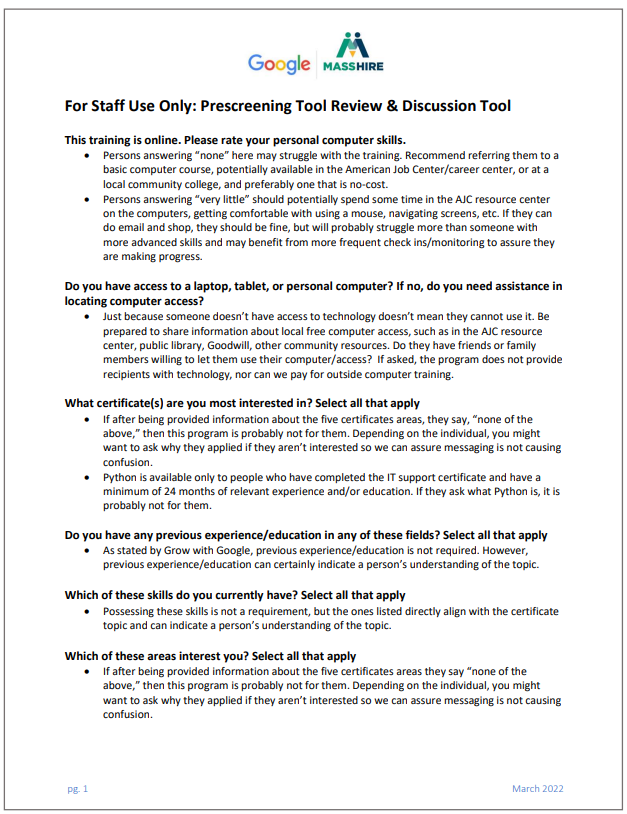 Google MASSHIRE
For Staff Use Only: Prescreening Tool Review & Discussion Tool
This training is online. Please rate your personal computer skills.
• Persons answering “none” here may struggle with the training. Recommend referring them to a
basic computer course, potentially available in the American Job Center/career center, or at a
local community college, and preferably one that is no-cost.
• Persons answering “very little” should potentially spend some time in the AJC resource center
on the computers, getting comfortable with using a mouse, navigating screens, etc. If they can
do email and shop, they should be fine, but will probably struggle more than someone with
more advanced skills and may benefit from more frequent check ins/monitoring to assure they
are making progress.
Do you have access to a laptop, tablet, or personal computer? If no, do you need assistance in
locating computer access?
• Just because someone doesn’t have access to technology doesn’t mean they cannot use it. Be
prepared to share information about local free computer access, such as in the AJC resource
center, public library, Goodwill, other community resources. Do they have friends or family
members willing to let them use their computer/access? If asked, the program does not provide
recipients with technology, nor can we pay for outside computer training.
What certificate(s) are you most interested in? Select all that apply
• If after being provided information about the five certificates areas, they say, “none of the
above,” then this program is probably not for them. Depending on the individual, you might
want to ask why they applied if they aren’t interested so we can assure messaging is not causing
confusion.
• Python is available only to people who have completed the IT support certificate and have a
minimum of 24 months of relevant experience and/or education. If they ask what Python is, it is
probably not for them.
Do you have any previous experience/education in any of these fields? Select all that apply
• As stated by Grow with Google, previous experience/education is not required. However,
previous experience/education can certainly indicate a person’s understanding of the topic.
Which of these skills do you currently have? Select all that apply
• Possessing these skills is not a requirement, but the ones listed directly align with the certificate
topic and can indicate a person’s understanding of the topic.
Which of these areas interest you? Select all that apply
• If after being provided information about the five certificates areas they say “none of the
above,” then this program is probably not for them. Depending on the individual, you might
want to ask why they applied if they aren’t interested so we can assure messaging is not causing
confusion.
pg. 1 March 2022